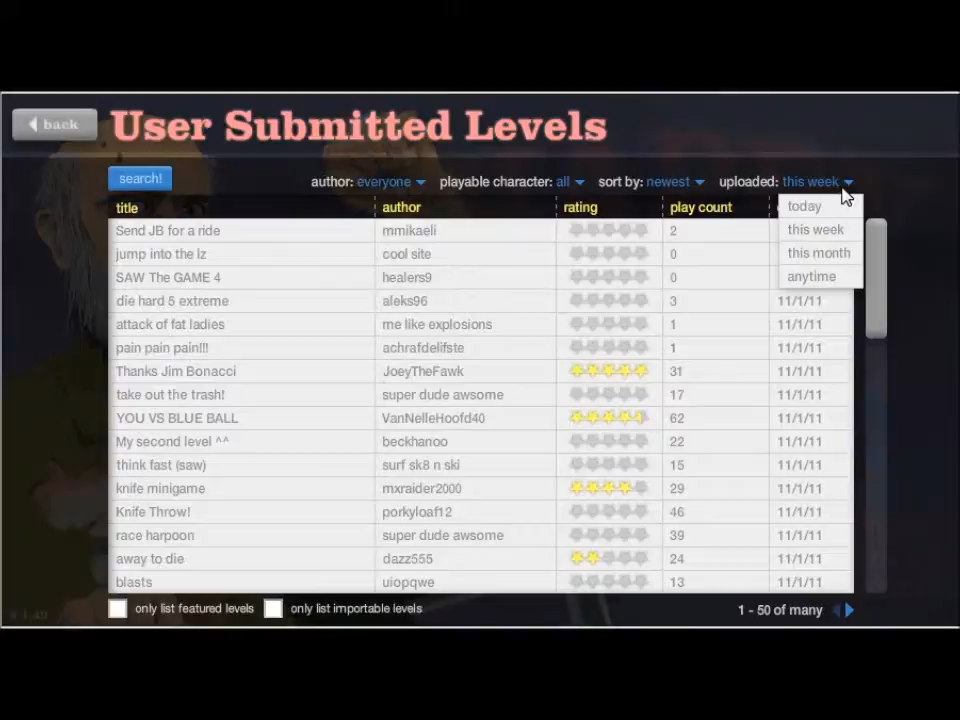 back
User Submitted Levels
search!
author: everyone playable character: all sort by: newest uploaded: this week
title author rating play count
today
this week
this month
anytime
Send JB for a ride mmikaeli 2
jump into the lz cool site 0
SAW The GAME 4 healers9 0
die hard 5 extreme aleks96 3 11/1/11
attack of fat ladies me like explosions 1 11/1/11
pain pain pain!!! achrafdelifste 1 11/1/11
Thanks Jim Bonacci JoeyTheFawk 31 11/1/11
take out the trash! super dude awsome 17 11/1/11
YOU VS BLUE BALL VanNelleHoofd40 62 11/1/11
My second level ^^ beckhanoo 22 11/1/11
think fast (saw) surf sk8 n ski 15 11/1/11
knife minigame mxraider2000 29 11/1/11
Knife Throw! porkyloaf12 46 11/1/11
race harpoon super dude awsome 39 11/1/11
away to die dazz555 24 11/1/11
blasts uiopqwe 13 11/1/11
only list featured levels only list importable levels 1 - 50 of many